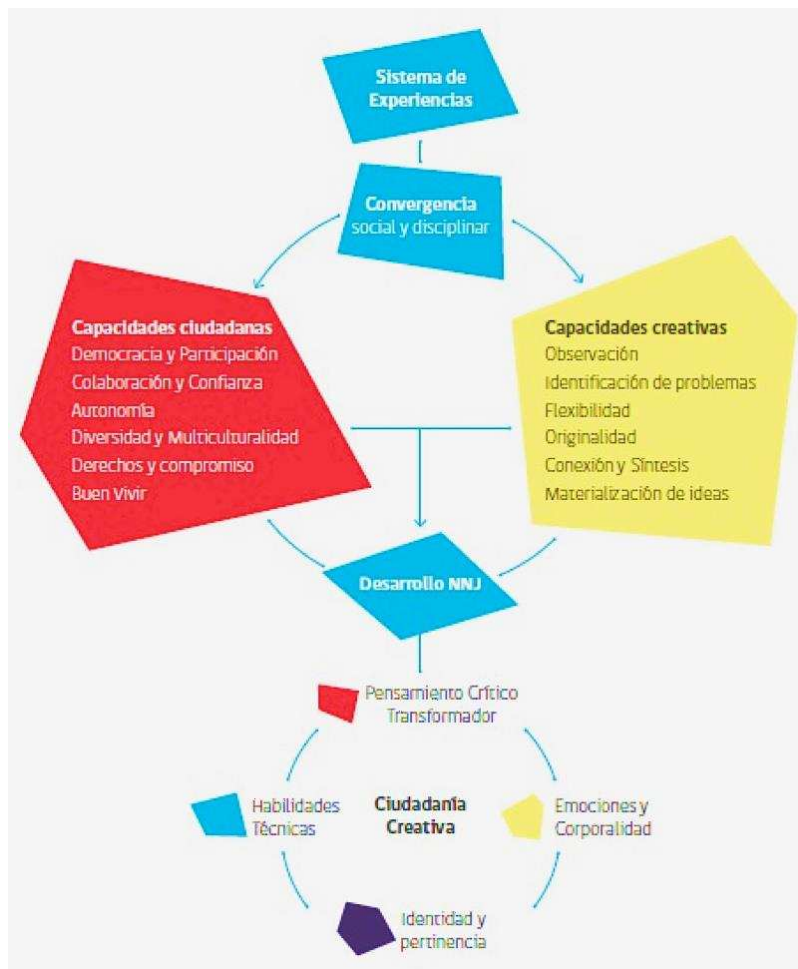 Sistema de
Experiencias
Convergencia
social y disciplinar
Capacidades ciudadanas
Democracia y Participación
Colaboración y Confianza
Autonomía
Diversidad y Multiculturalidad
Derechos y compromiso
Buen Vivir
Capacidades creativas
Observación
Identificación de problemas
Flexibilidad
Originalidad
Conexión y Síntesis
Materialización de ideas
Desarrollo NNJ
Pensamiento Crítico
Transformador
Habilidades
Técnicas
Ciudadanía
Creativa
Emociones y
Corporalidad
Identidad y
pertinencia